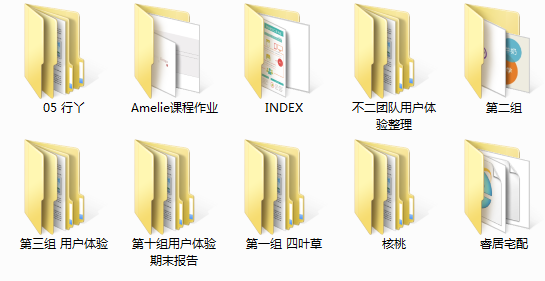 05 行丫
Amelie课程作业
INDEX
不二团队用户体
验整理
第二组
第三组 用户体验
第十组用户体验
期末报告
第一组 四叶草
核桃
睿居宅配